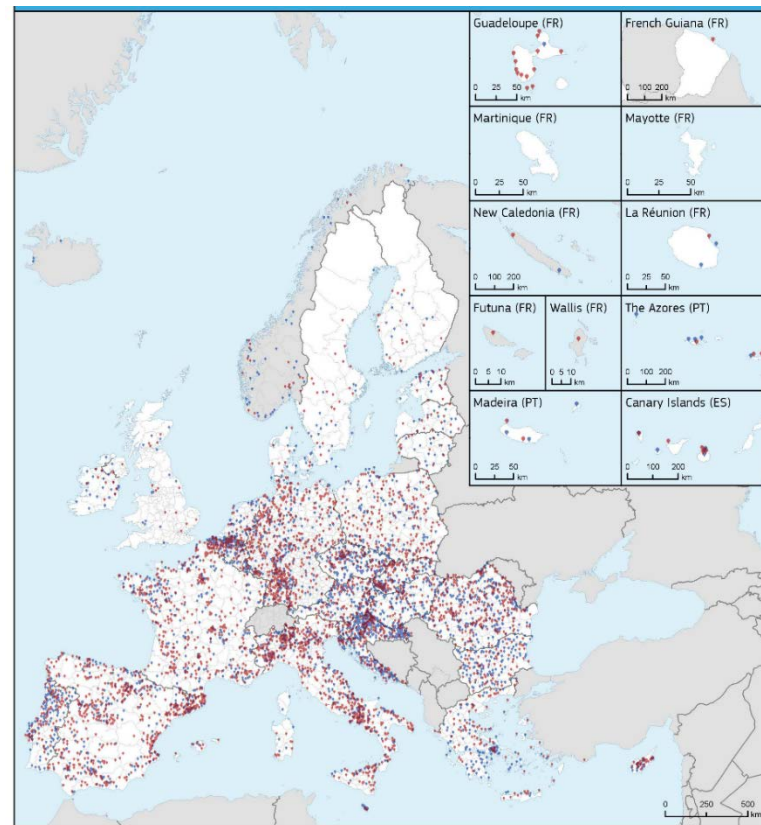 Guadeloupe (FR)
0 25 50
km
French Guiana (FR)
0 100 200
km
Martinique (FR)
0 25 50
km
Mayotte (FR)
0 25 50
km
New Caledonia (FR)
0 100 200
km
La Réunion (FR)
0 25 50
km
Futuna (FR)
0 5 10
km
Wallis (FR)
0 5 10
km
The Azores (PT)
0 100 200
km
Madeira (PT)
0 25 50
km
Canary Islands (ES)
0 100 200
km
0 250 500
km